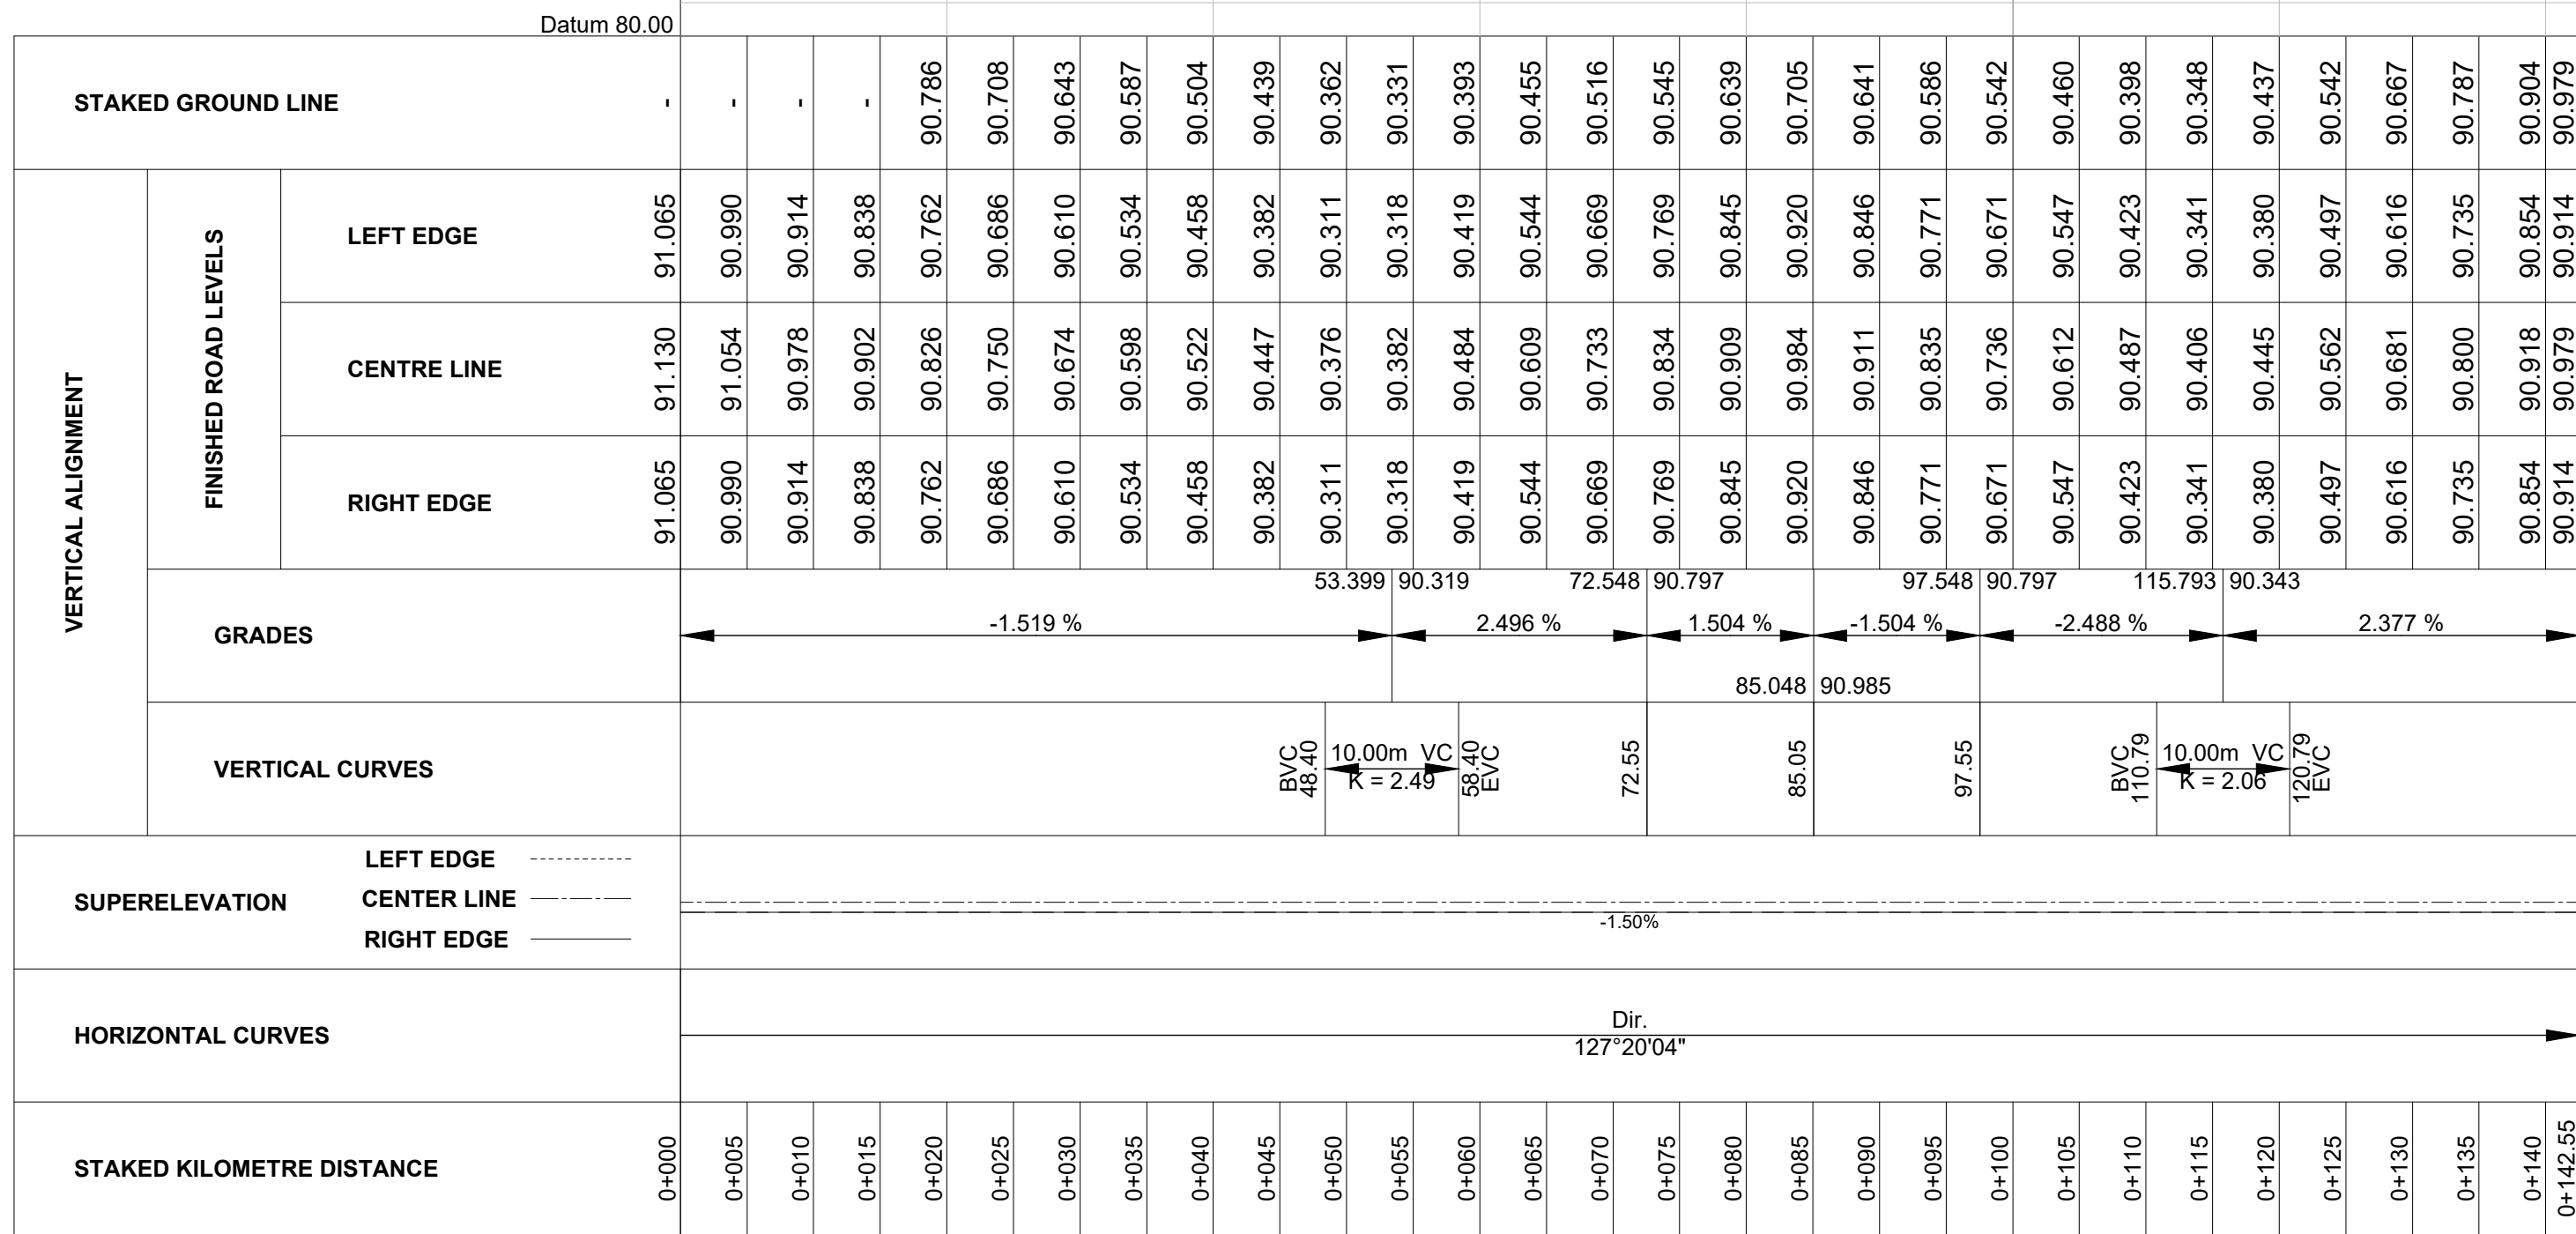 Datum 80.00
STAKED GROUND LINE - - - - 90.786 90.708 90.643 90.587 90.504 90.439 90.362 90.331 90.393 90.455 90.516 90.545 90.639 90.705 90.641 90.586 90.542 90.460 90.398 90.348 90.437 90.542 90.667 90.787 90.904 90.979
VERTICAL ALIGNMENT
FINISHED ROAD LEVELS
LEFT EDGE 91.065 90.990 90.914 90.838 90.762 90.686 90.610 90.534 90.458 90.382 90.311 90.318 90.419 90.544 90.669 90.769 90.845 90.920 90.846 90.771 90.671 90.547 90.423 90.341 90.380 90.497 90.616 90.735 90.854 90.914
CENTRE LINE 91.130 91.054 90.978 90.902 90.826 90.750 90.674 90.598 90.522 90.447 90.376 90.382 90.484 90.609 90.733 90.834 90.909 90.984 90.911 90.835 90.736 90.612 90.487 90.406 90.445 90.562 90.681 90.800 90.918 90.979
RIGHT EDGE 91.065 90.990 90.914 90.838 90.762 90.686 90.610 90.534 90.458 90.382 90.311 90.318 90.419 90.544 90.669 90.769 90.845 90.920 90.846 90.771 90.671 90.547 90.423 90.341 90.380 90.497 90.616 90.735 90.854 90.914
53.399 90.319 72.548 90.797 97.548 90.797 115.793 90.343
GRADES -1.519 % 2.496 % 1.504 % -1.504 % -2.488 % 2.377 %
85.048 90.985
VERTICAL CURVES
BVC
48.40
10.00m VC
K = 2.49
58.40
EVC
72.55
85.05
97.55
BVC
110.79
10.00m VC
K = 2.06
120.79
EVC
SUPERELEVATION
LEFT EDGE
CENTER LINE
RIGHT EDGE
-1.50%
HORIZONTAL CURVES
Dir.
127°20'04"
STAKED KILOMETRE DISTANCE 0+000 0+005 0+010 0+015 0+020 0+025 0+030 0+035 0+040 0+045 0+050 0+055 0+060 0+065 0+070 0+075 0+080 0+085 0+090 0+095 0+100 0+105 0+110 0+115 0+120 0+125 0+130 0+135 0+140 0+142.55